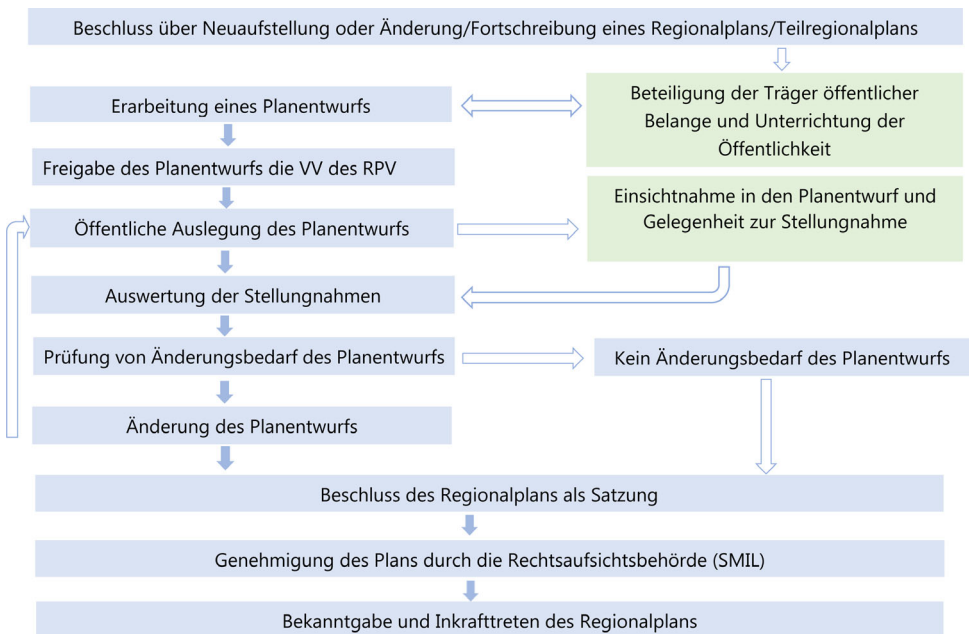 Beschluss über Neuaufstellung oder Änderung/Fortschreibung eines Regionalplans/Teilregionalplans
Erarbeitung eines Planentwurfs
Beteiligung der Träger öffentlicher
Belange und Unterrichtung der
Öffentlichkeit
Freigabe des Planentwurfs die VV des RPV
Öffentliche Auslegung des Planentwurfs
Einsichtnahme in den Planentwurf und
Gelegenheit zur Stellungnahme
Auswertung der Stellungnahmen
Prüfung von Änderungsbedarf des Planentwurfs
Kein Änderungsbedarf des Planentwurfs
Änderung des Planentwurfs
Beschluss des Regionalplans als Satzung
Genehmigung des Plans durch die Rechtsaufsichtsbehörde (SMIL)
Bekanntgabe und Inkrafttreten des Regionalplans